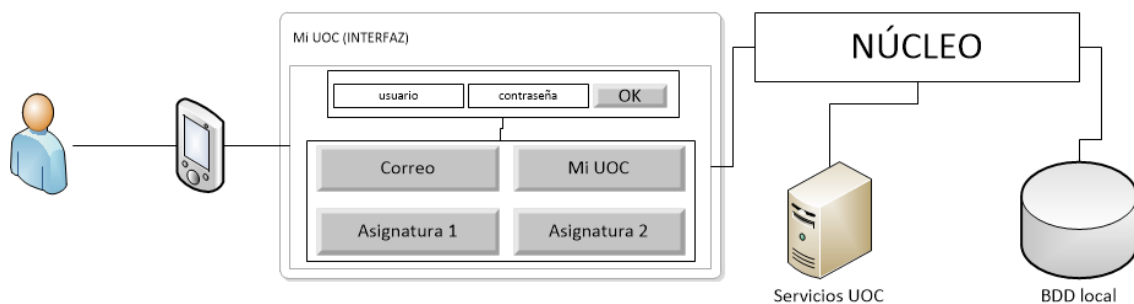 Mi UOC (INTERFAZ)
usuario
contraseña
OK
Correo
Mi UOC
Asignatura 1
Asignatura 2
NÚCLEO
Servicios UOC
BDD local